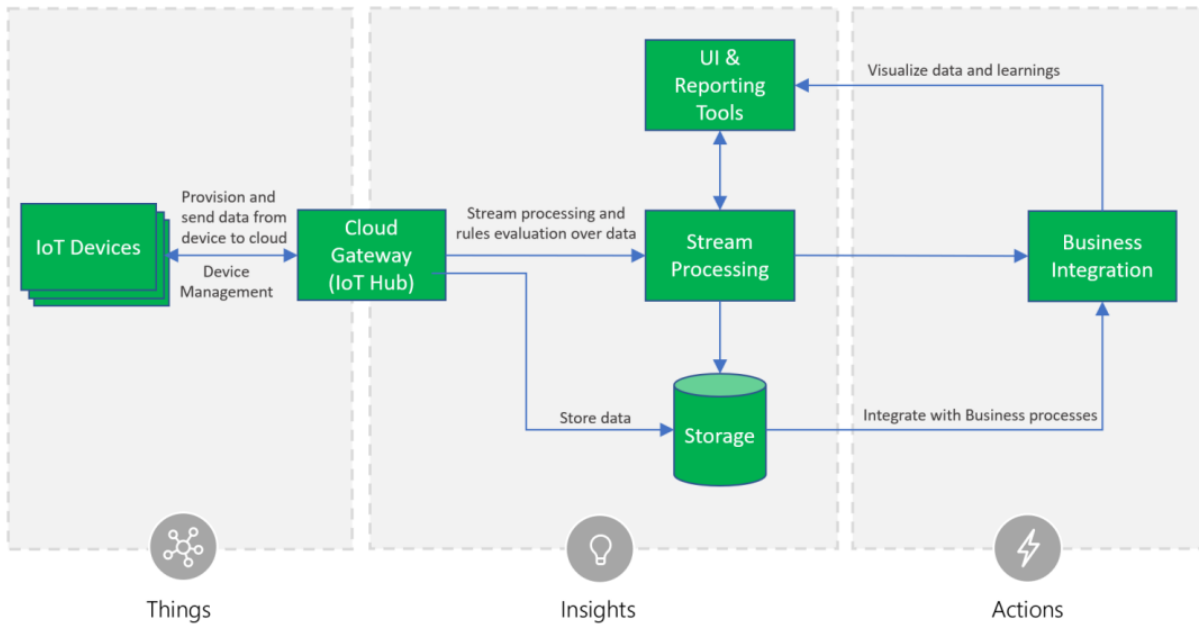 UI &
Reporting
Tools
Visualize data and learnings
Provision and
send data from
device to cloud
IoT Devices
Device
Management
Cloud
Gateway
(IoT Hub)
Stream processing and
rules evaluation over data
Stream
Processing
Business
Integration
Store data
Storage
Integrate with Business processes
Things
Insights
Actions